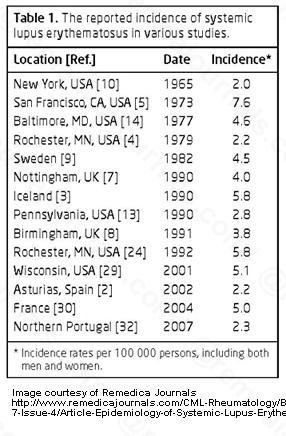 Table 1. The reported incidence of systemic
lupus erythematosus in various studies.
Location [Ref.] Date Incidence*
New York, USA [10] 1965 2.0
San Francisco, CA, USA [5] 1973 7.6
Baltimore, MD, USA [14] 1977 4.6
Rochester, MN, USA [4] 1979 2.2
Sweden [9] 1982 4.5
Nottingham, UK [7] 1990 4.0
Iceland [3] 1990 5.8
Pennsylvania, USA [13] 1990 2.8
Birmingham, UK [8] 1991 3.8
Rochester, MN, USA [24] 1992 5.8
Wisconsin, USA [29] 2001 5.1
Asturias, Spain [2] 2002 2.2
France [30] 2004 5.0
Northern Portugal [32] 2007 2.3
* Incidence rates per 100 000 persons, including both
men and women.
Image courtesy of Remedica Journals
http://www.remedicajournals.com/CML-Rheumatology/B
7-Issue-4/Article-Epidemiology-of-Systemic-Lupus-Erythe